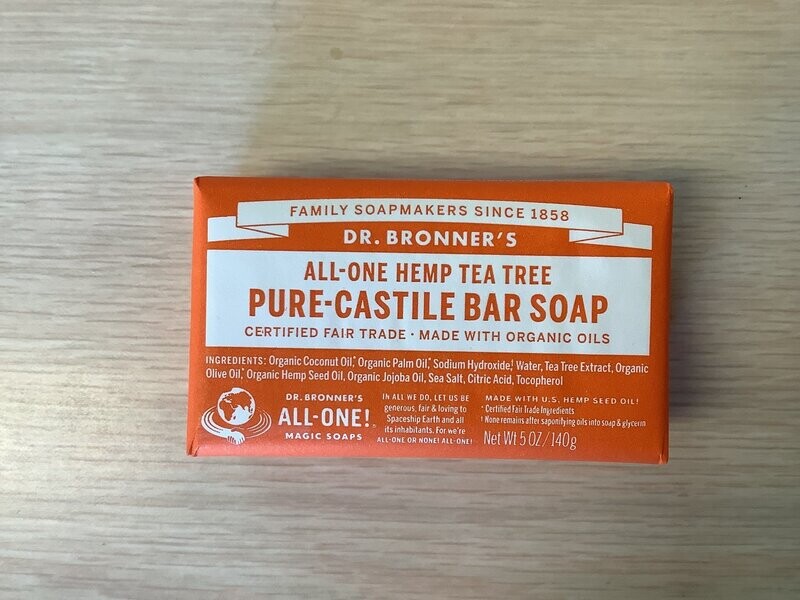 FAMILY SOAPMAKERS SINCE 1858
DR. BRONNER'S
ALL-ONE HEMP TEA TREE
PURE-CASTILE BAR SOAP
CERTIFIED FAIR TRADE · MADE WITH ORGANIC OILS
INGREDIENTS: Organic Coconut Oil,* Organic Palm Oil,* Sodium Hydroxide,† Water, Tea Tree Extract, Organic
Olive Oil,* Organic Hemp Seed Oil, Organic Jojoba Oil, Sea Salt, Citric Acid, Tocopherol
DR. BRONNER'S
ALL-ONE!
MAGIC SOAPS
IN ALL WE DO, LET US BE
generous, fair & loving to
Spaceship Earth and all
its inhabitants. For we're
ALL-ONE OR NONE! ALL-ONE!
MADE WITH U.S. HEMP SEED OIL!
* Certified Fair Trade Ingredients
† None remains after saponifying oils into soap & glycerin
Net Wt 5 OZ/140g